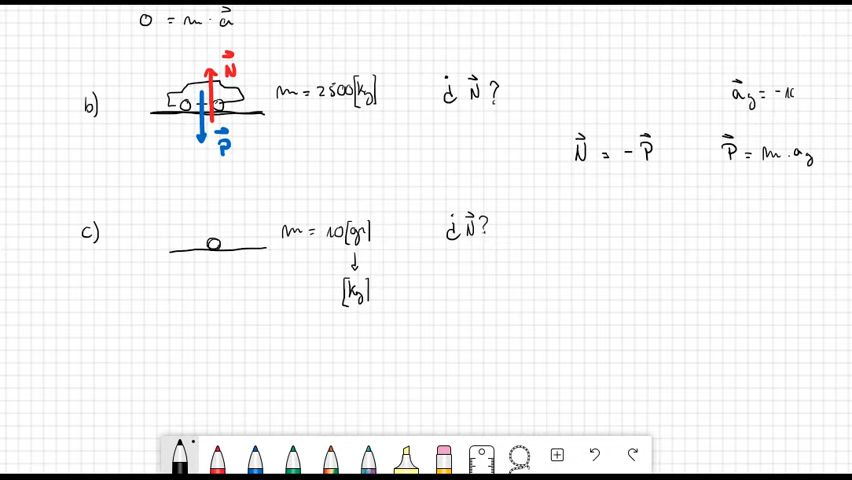 0 = m · a⃗
N⃗
b) m = 2500[kg] ¿ N⃗ ? a⃗g = -10
P⃗
N⃗ = - P⃗ P⃗ = m · ag
c) m = 10[gr] ¿ N⃗ ?
↓
[kg]